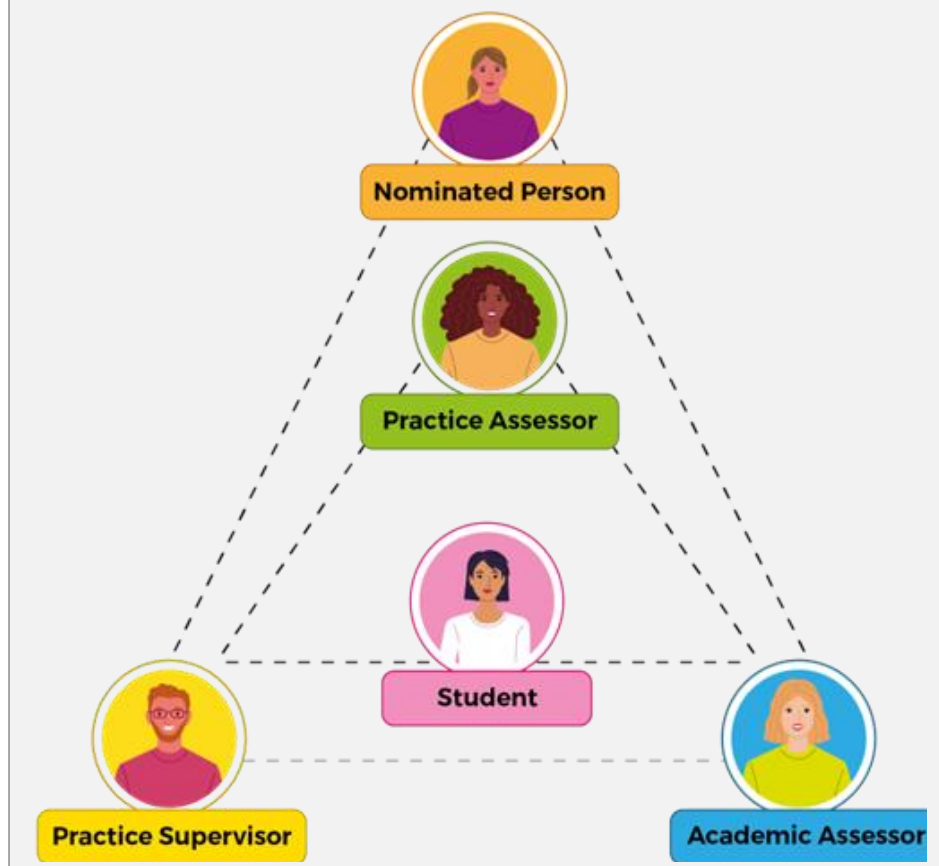 Nominated Person
Practice Assessor
Student
Practice Supervisor
Academic Assessor